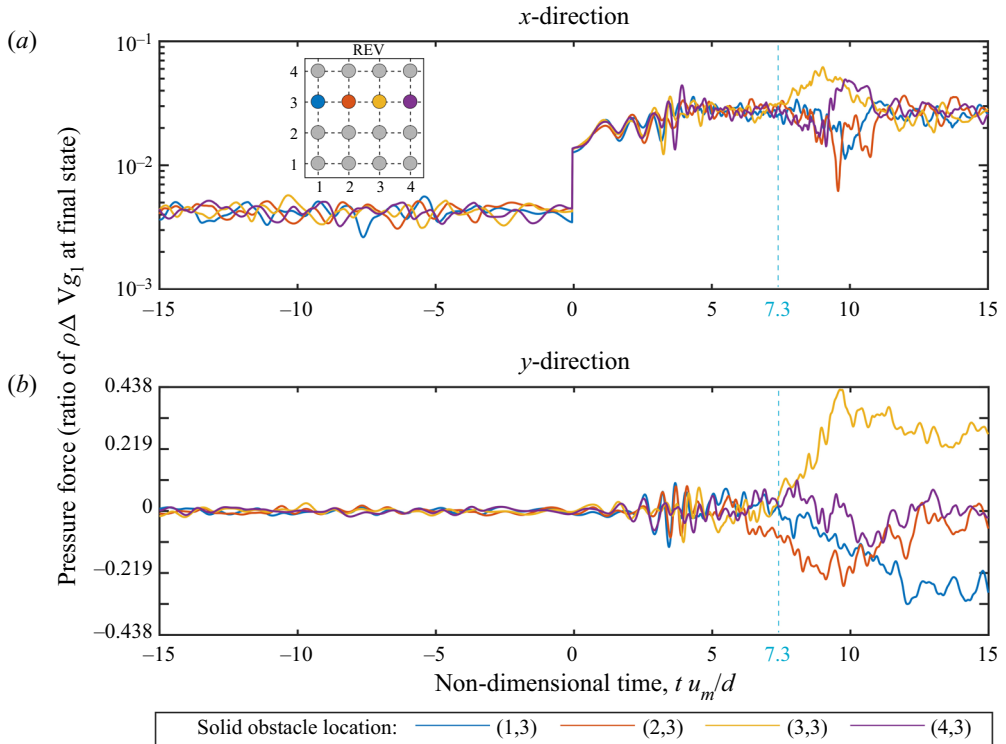 x-direction
(a)
10⁻¹
10⁻²
10⁻³
REV
4
3
2
1
1 2 3 4
–15 –10 –5 0 5 7.3 10 15
Pressure force (ratio of ρΔ Vg₁ at final state)
y-direction
(b)
0.438
0.219
0
–0.219
–0.438
–15 –10 –5 0 5 7.3 10 15
Non-dimensional time, t uₘ/d
Solid obstacle location: (1,3) (2,3) (3,3) (4,3)